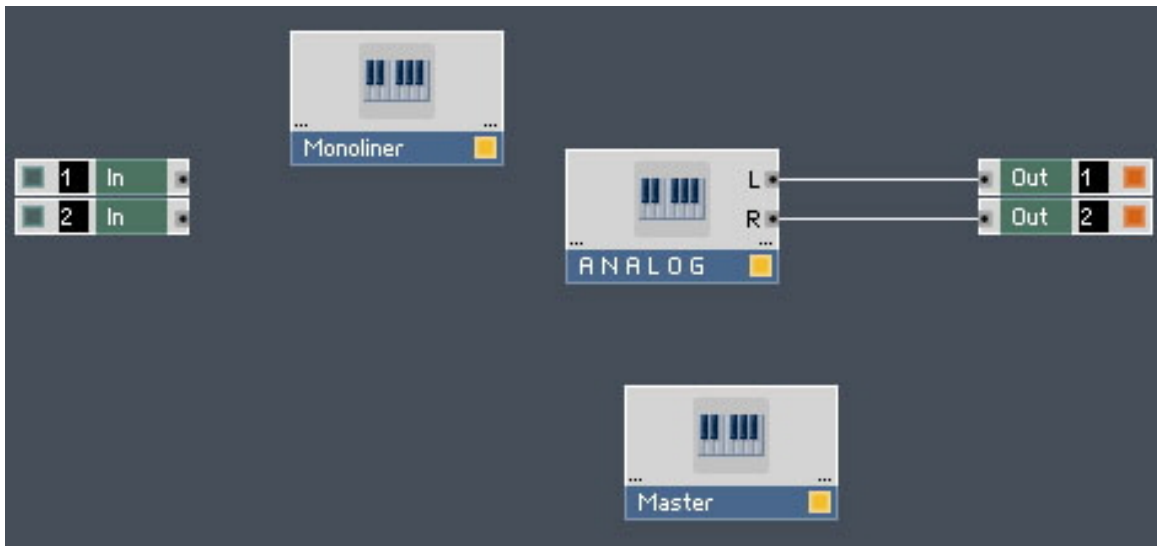 Monoliner
1 In
2 In
L
R
ANALOG
Out 1
Out 2
Master